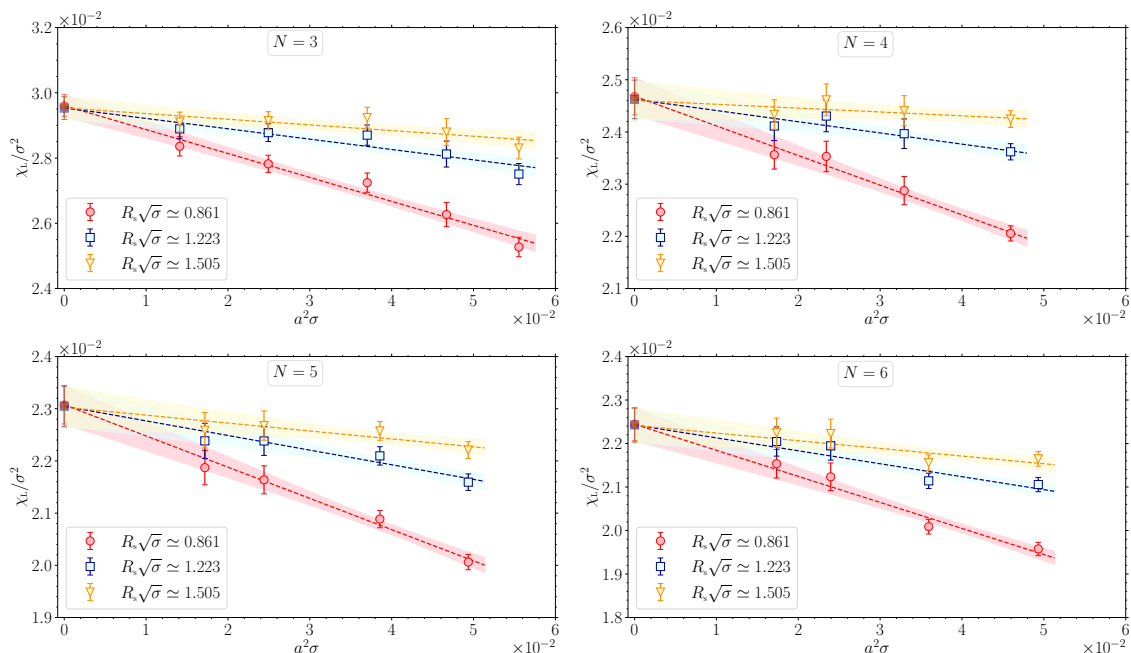 ×10⁻²
N = 3
3.2
3.0
2.8
2.6
2.4
χ_L/σ²
R_s√σ ≃ 0.861
R_s√σ ≃ 1.223
R_s√σ ≃ 1.505
0 1 2 3 4 5 6
a²σ
×10⁻²
×10⁻²
N = 4
2.6
2.5
2.4
2.3
2.2
2.1
χ_L/σ²
R_s√σ ≃ 0.861
R_s√σ ≃ 1.223
R_s√σ ≃ 1.505
0 1 2 3 4 5 6
a²σ
×10⁻²
×10⁻²
N = 5
2.4
2.3
2.2
2.1
2.0
1.9
χ_L/σ²
R_s√σ ≃ 0.861
R_s√σ ≃ 1.223
R_s√σ ≃ 1.505
0 1 2 3 4 5 6
a²σ
×10⁻²
×10⁻²
N = 6
2.4
2.3
2.2
2.1
2.0
1.9
1.8
χ_L/σ²
R_s√σ ≃ 0.861
R_s√σ ≃ 1.223
R_s√σ ≃ 1.505
0 1 2 3 4 5 6
a²σ
×10⁻²